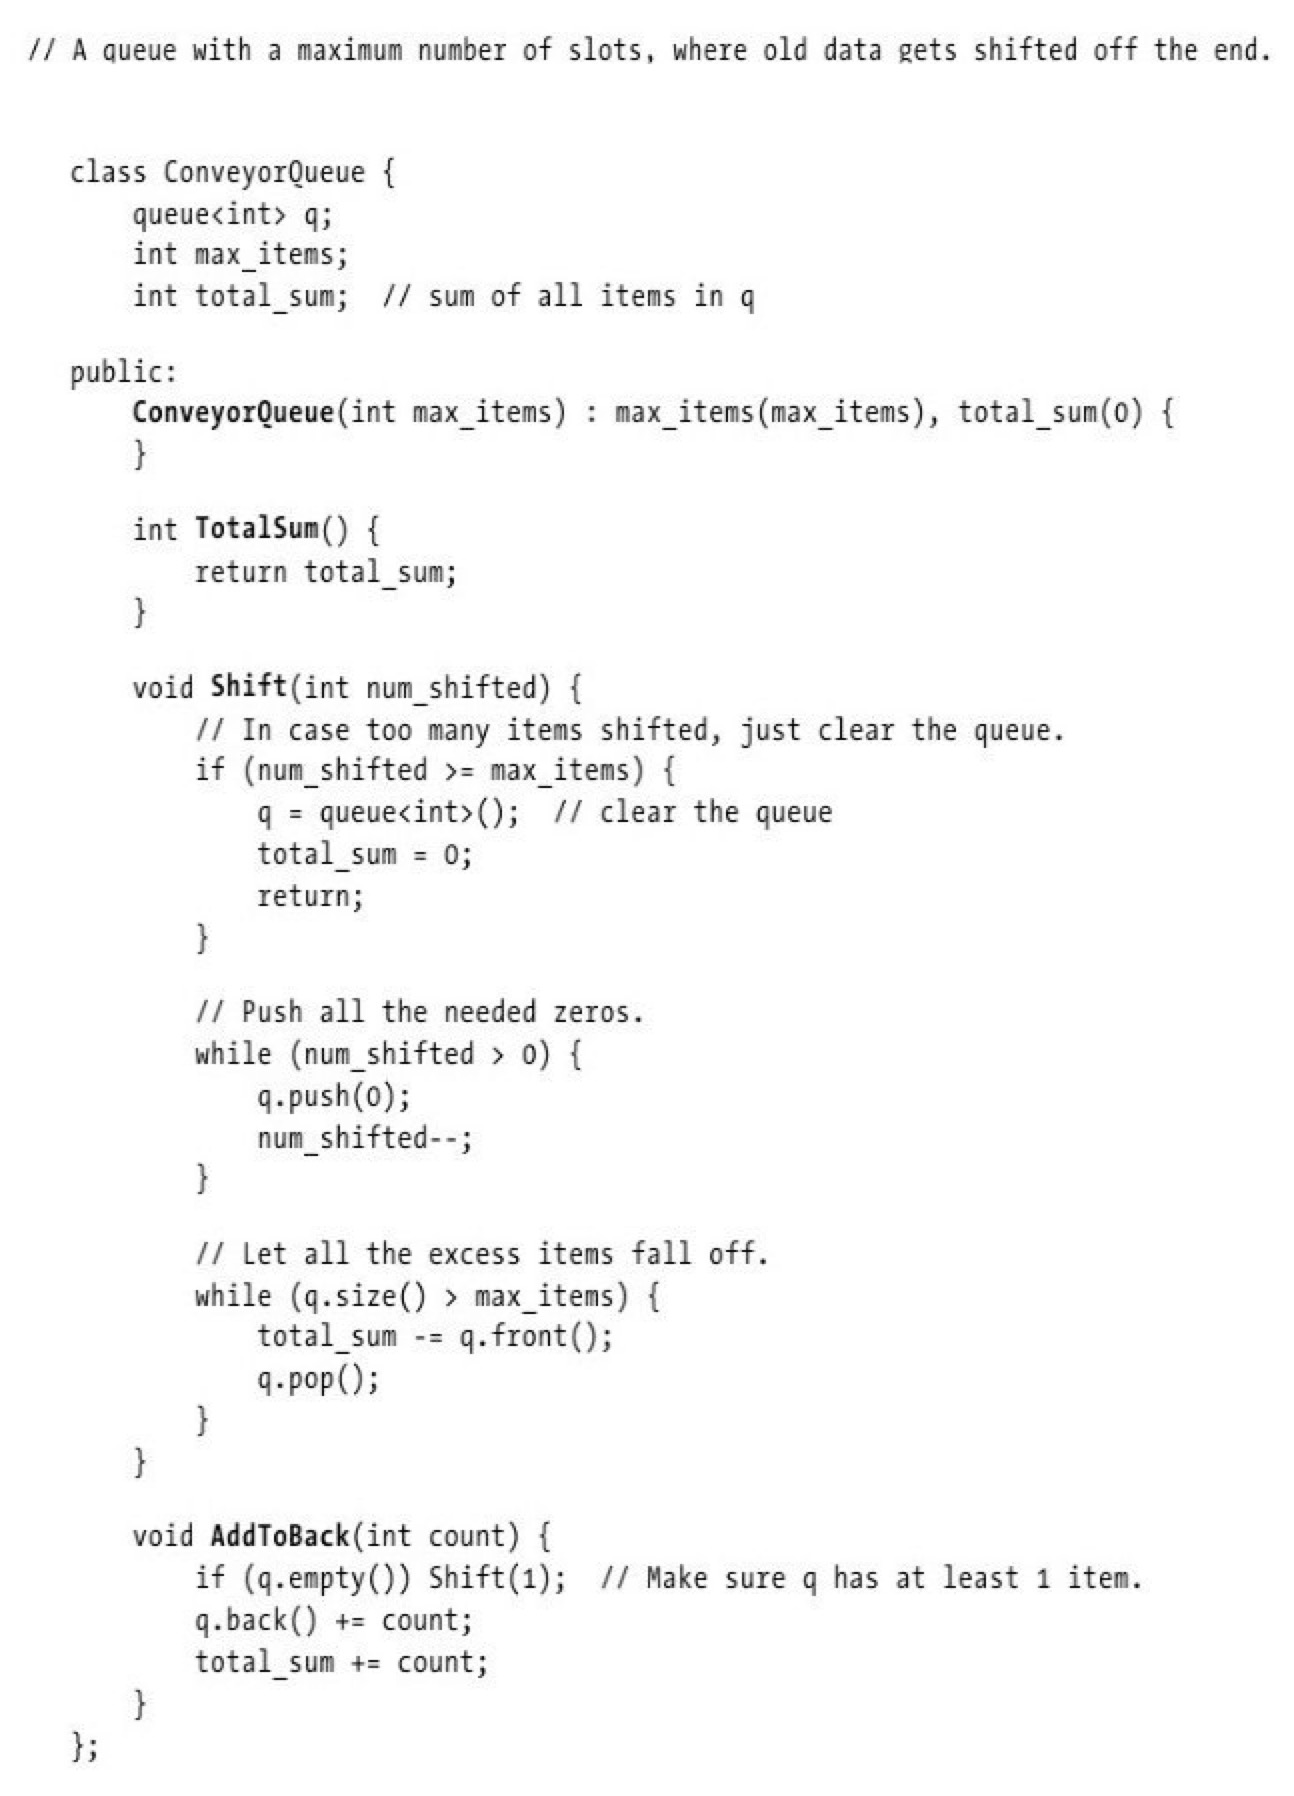 // A queue with a maximum number of slots, where old data gets shifted off the end.
class ConveyorQueue {
    queue<int> q;
    int max_items;
    int total_sum;  // sum of all items in q
public:
    ConveyorQueue(int max_items) : max_items(max_items), total_sum(0) {
    }
    int TotalSum() {
        return total_sum;
    }
    void Shift(int num_shifted) {
        // In case too many items shifted, just clear the queue.
        if (num_shifted >= max_items) {
            q = queue<int>();  // clear the queue
            total_sum = 0;
            return;
        }
        // Push all the needed zeros.
        while (num_shifted > 0) {
            q.push(0);
            num_shifted--;
        }
        // Let all the excess items fall off.
        while (q.size() > max_items) {
            total_sum -= q.front();
            q.pop();
        }
    }
    void AddToBack(int count) {
        if (q.empty()) Shift(1);  // Make sure q has at least 1 item.
        q.back() += count;
        total_sum += count;
    }
};